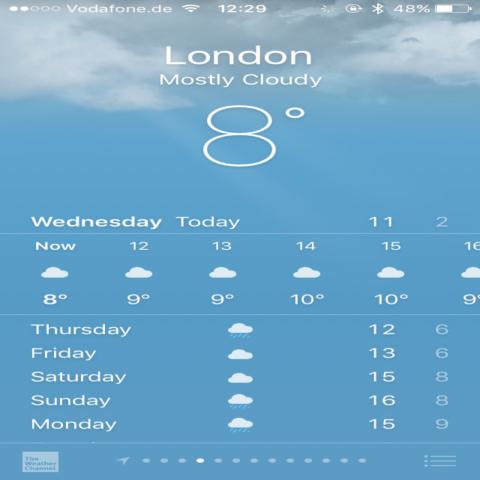 Vodafone.de 12:29 48%
London
Mostly Cloudy
8°
Wednesday Today 11 2
Now 12 13 14 15 16
8° 9° 9° 10° 10° 9°
Thursday 12 6
Friday 13 6
Saturday 15 8
Sunday 16 8
Monday 15 9
The
Weather
Channel